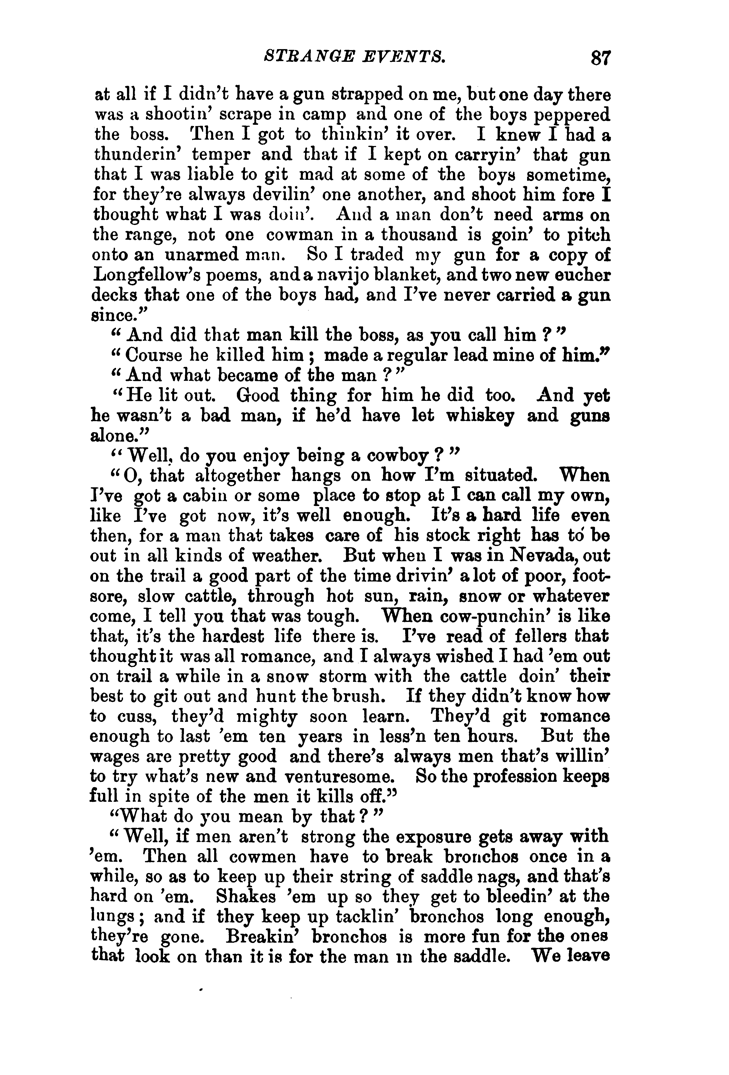 STRANGE EVENTS. 87
at all if I didn't have a gun strapped on me, but one day there
was a shootin' scrape in camp and one of the boys peppered
the boss. Then I got to thinkin' it over. I knew I had a
thunderin' temper and that if I kept on carryin' that gun
that I was liable to git mad at some of the boys sometime,
for they're always devilin' one another, and shoot him fore I
thought what I was doin'. And a man don't need arms on
the range, not one cowman in a thousand is goin' to pitch
onto an unarmed man. So I traded my gun for a copy of
Longfellow's poems, and a navijo blanket, and two new eucher
decks that one of the boys had, and I've never carried a gun
since."
"And did that man kill the boss, as you call him?"
"Course he killed him; made a regular lead mine of him."
"And what became of the man?"
"He lit out. Good thing for him he did too. And yet
he wasn't a bad man, if he'd have let whiskey and guns
alone."
"Well, do you enjoy being a cowboy?"
"O, that altogether hangs on how I'm situated. When
I've got a cabin or some place to stop at I can call my own,
like I've got now, it's well enough. It's a hard life even
then, for a man that takes care of his stock right has to be
out in all kinds of weather. But when I was in Nevada, out
on the trail a good part of the time drivin' a lot of poor, foot-
sore, slow cattle, through hot sun, rain, snow or whatever
come, I tell you that was tough. When cow-punchin' is like
that, it's the hardest life there is. I've read of fellers that
thought it was all romance, and I always wished I had 'em out
on trail a while in a snow storm with the cattle doin' their
best to git out and hunt the brush. If they didn't know how
to cuss, they'd mighty soon learn. They'd git romance
enough to last 'em ten years in less'n ten hours. But the
wages are pretty good and there's always men that's willin'
to try what's new and venturesome. So the profession keeps
full in spite of the men it kills off."
"What do you mean by that?"
"Well, if men aren't strong the exposure gets away with
'em. Then all cowmen have to break bronchos once in a
while, so as to keep up their string of saddle nags, and that's
hard on 'em. Shakes 'em up so they get to bleedin' at the
lungs; and if they keep up tacklin' bronchos long enough,
they're gone. Breakin' bronchos is more fun for the ones
that look on than it is for the man in the saddle. We leave